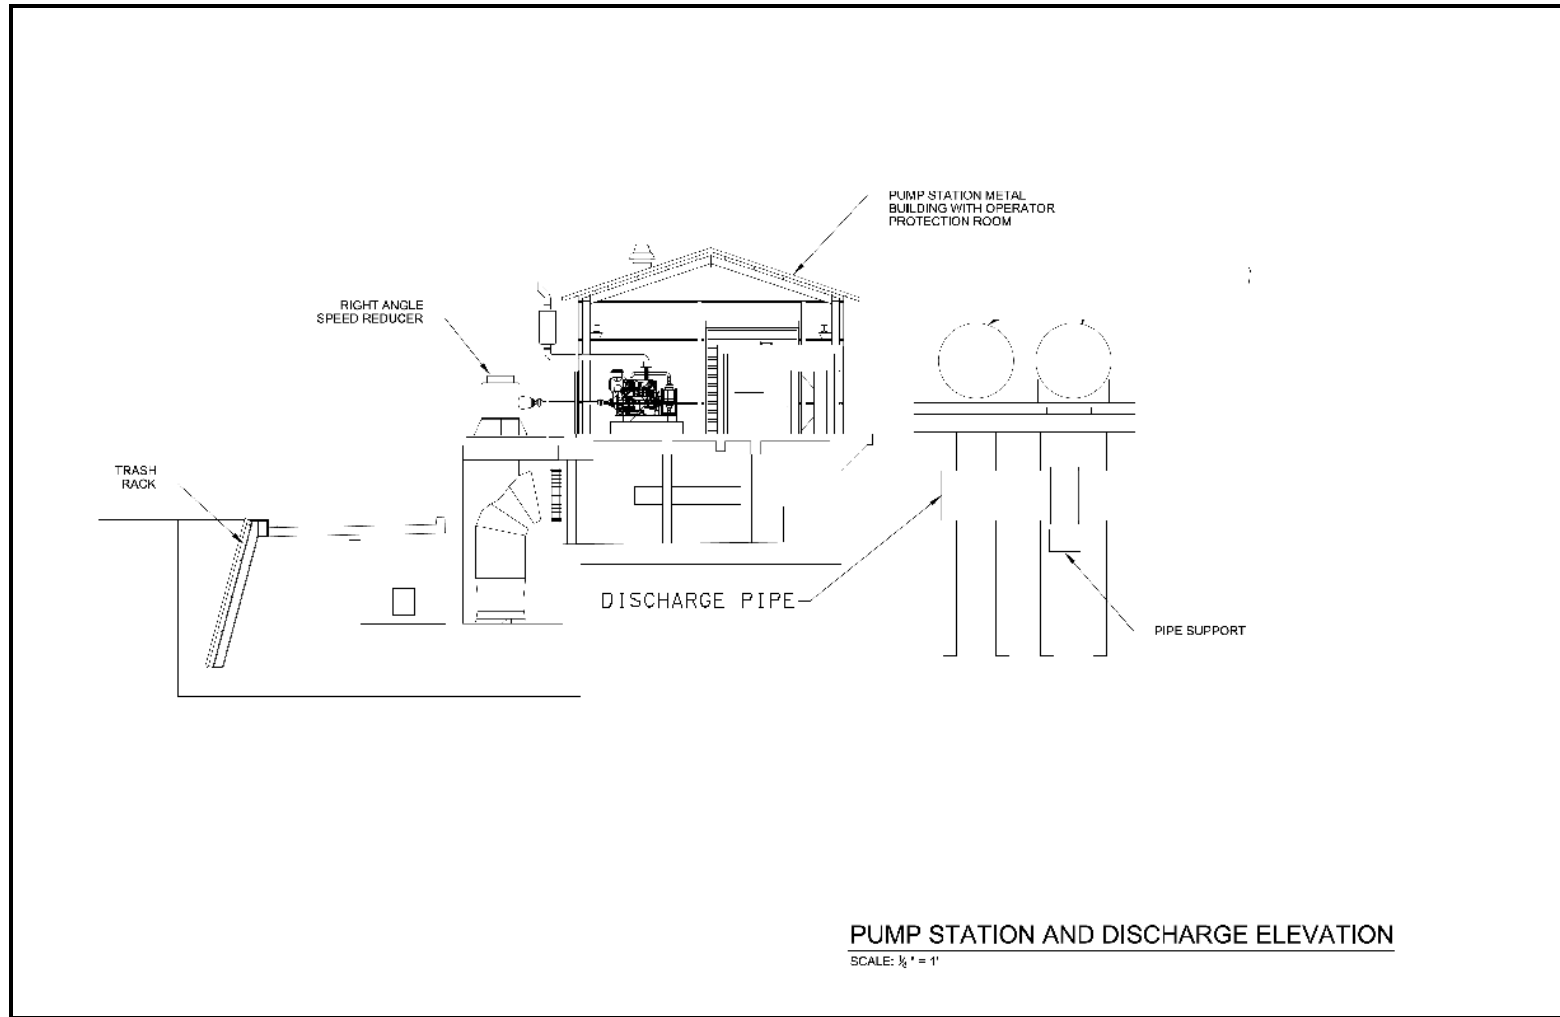 PUMP STATION METAL
BUILDING WITH OPERATOR
PROTECTION ROOM
RIGHT ANGLE
SPEED REDUCER
TRASH
RACK
DISCHARGE PIPE
PIPE SUPPORT
PUMP STATION AND DISCHARGE ELEVATION
SCALE: ⅛" = 1'